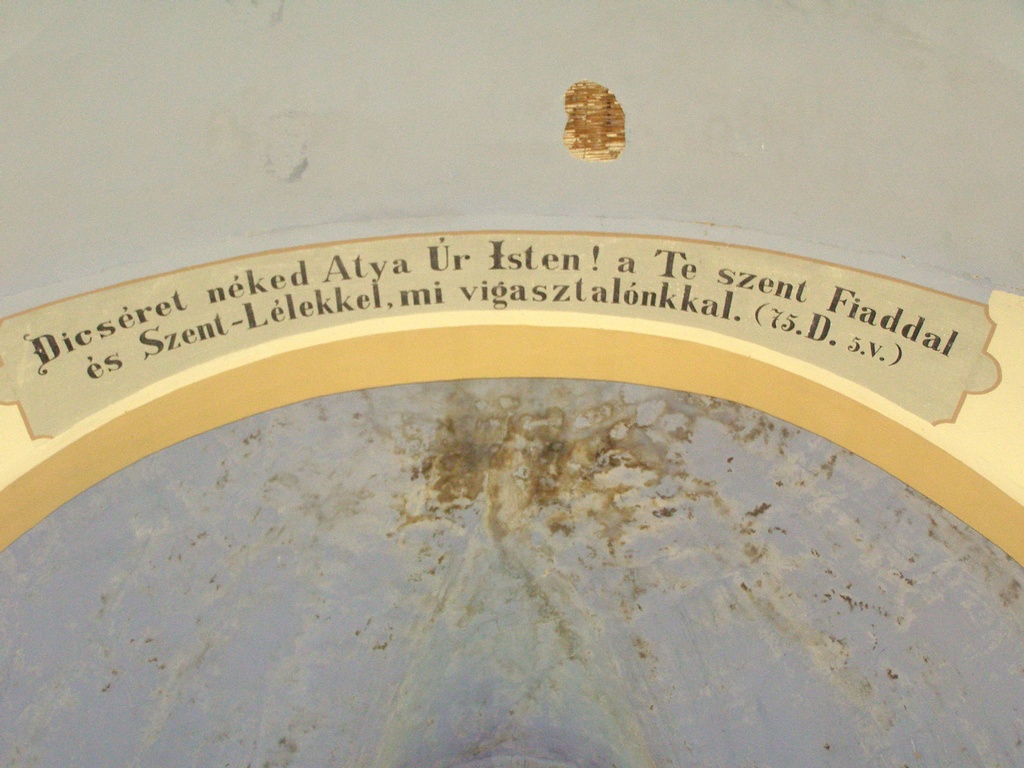 Dicséret néked Atya Úr Isten! a Te szent Fiaddal
és Szent-Lélekkel, mi vigasztalónkkal. (75. D. 5.v.)